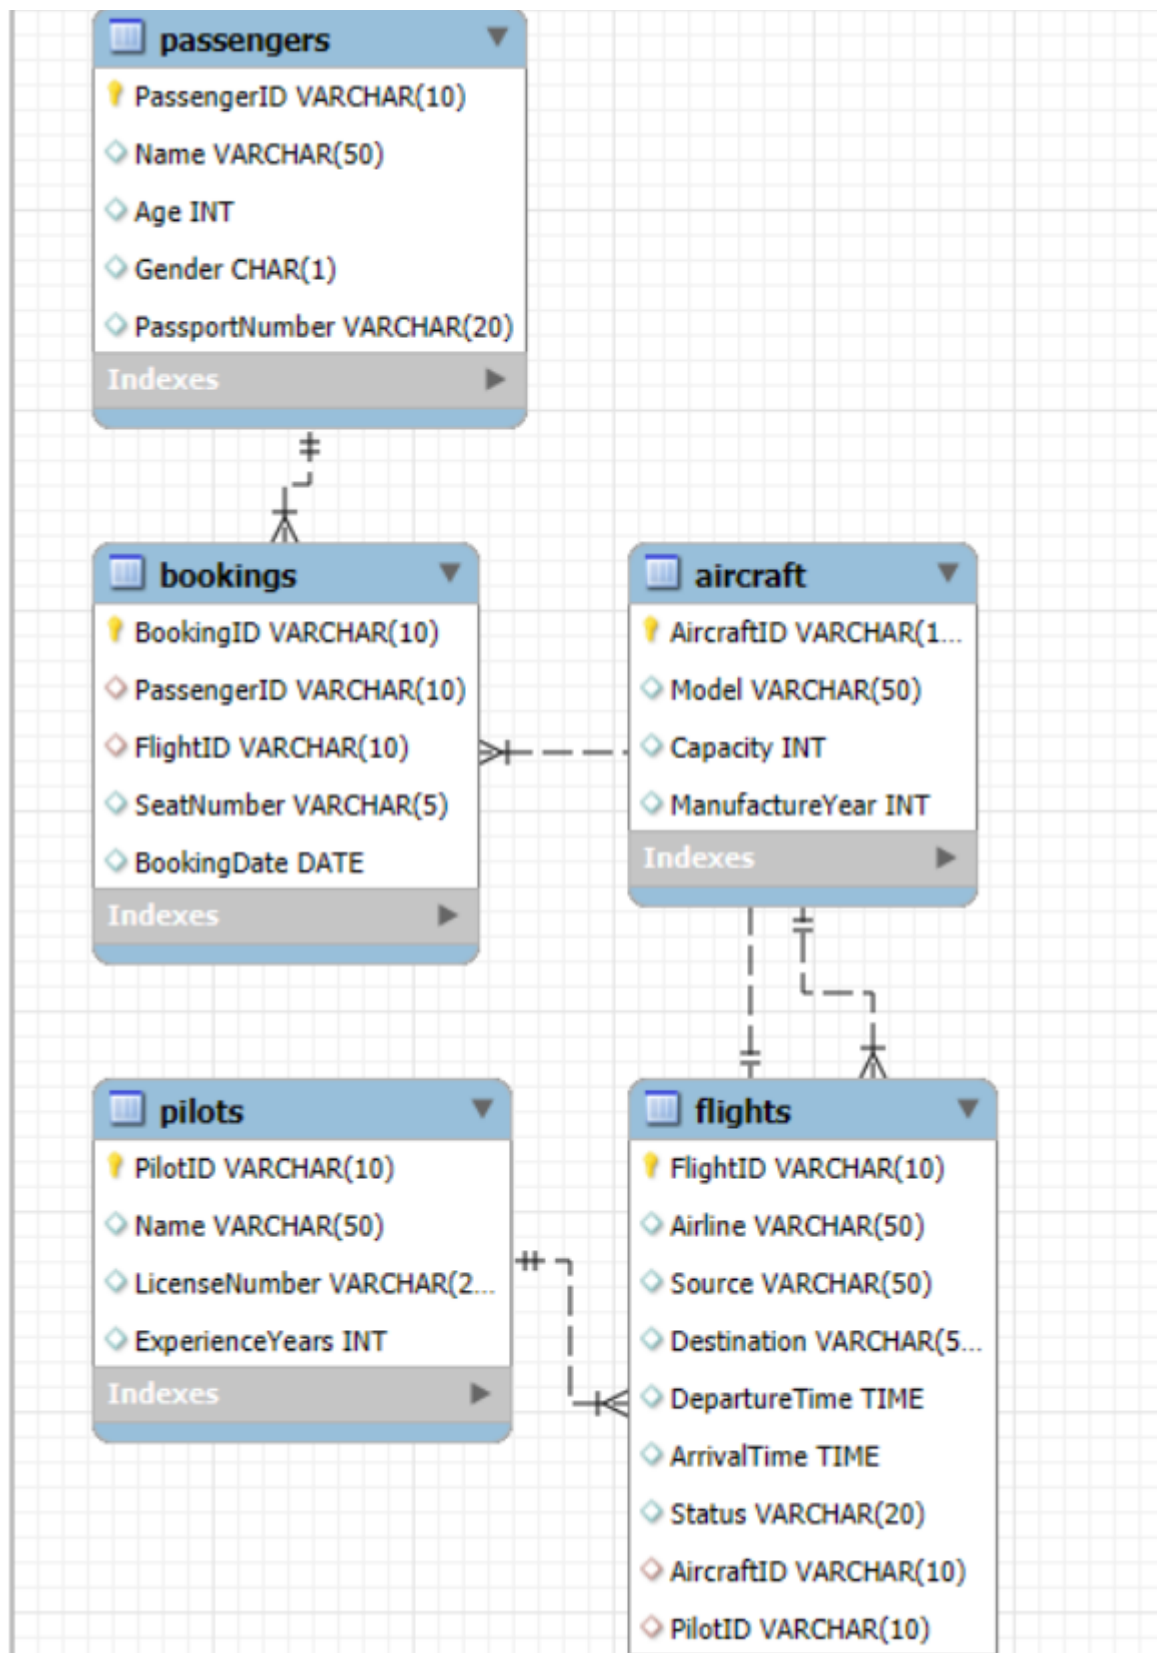 passengers
PassengerID VARCHAR(10)
Name VARCHAR(50)
Age INT
Gender CHAR(1)
PassportNumber VARCHAR(20)
Indexes
bookings
BookingID VARCHAR(10)
PassengerID VARCHAR(10)
FlightID VARCHAR(10)
SeatNumber VARCHAR(5)
BookingDate DATE
Indexes
aircraft
AircraftID VARCHAR(1...
Model VARCHAR(50)
Capacity INT
ManufactureYear INT
Indexes
pilots
PilotID VARCHAR(10)
Name VARCHAR(50)
LicenseNumber VARCHAR(2...
ExperienceYears INT
Indexes
flights
FlightID VARCHAR(10)
Airline VARCHAR(50)
Source VARCHAR(50)
Destination VARCHAR(5...
DepartureTime TIME
ArrivalTime TIME
Status VARCHAR(20)
AircraftID VARCHAR(10)
PilotID VARCHAR(10)